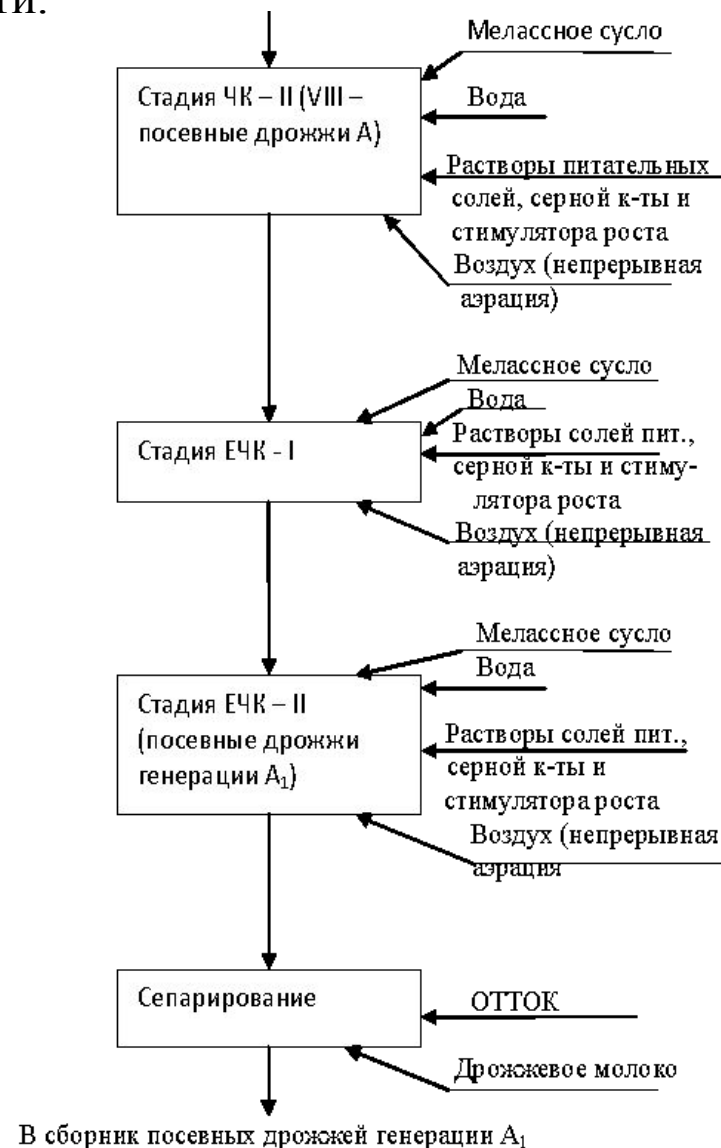 ти.
Мелассное сусло
Стадия ЧК – II (VIII –
посевные дрожжи А)
Вода
Растворы питательных
солей, серной к-ты и
стимулятора роста
Воздух (непрерывная
аэрация)
Мелассное сусло
Вода
Стадия ЕЧК - I
Растворы солей пит.,
серной к-ты и стиму-
лятора роста
Воздух (непрерывная
аэрация)
Мелассное сусло
Вода
Стадия ЕЧК – II
(посевные дрожжи
генерации А₁)
Растворы солей пит.,
серной к-ты и
стимулятора роста
Воздух (непрерывная
аэрация
Сепарирование
ОТТОК
Дрожжевое молоко
В сборник посевных дрожжей генерации А₁